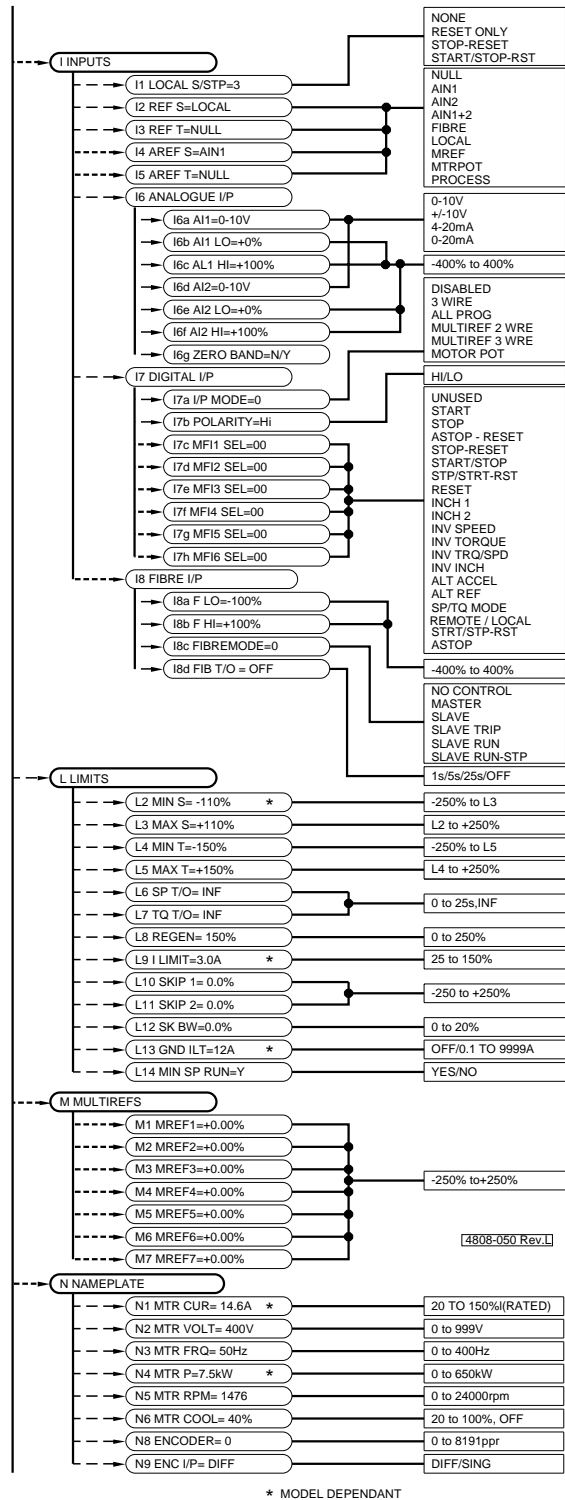 I INPUTS
I1 LOCAL S/STP=3
NONE
RESET ONLY
STOP-RESET
START/STOP-RST
I2 REF S=LOCAL
I3 REF T=NULL
I4 AREF S=AIN1
I5 AREF T=NULL
NULL
AIN1
AIN2
AIN1+2
FIBRE
LOCAL
MREF
MTRPOT
PROCESS
I6 ANALOGUE I/P
I6a AI1=0-10V
I6b AI1 LO=+0%
I6c AL1 HI=+100%
I6d AI2=0-10V
I6e AI2 LO=+0%
I6f AI2 HI=+100%
I6g ZERO BAND=N/Y
0-10V
+/-10V
4-20mA
0-20mA
-400% to 400%
I7 DIGITAL I/P
I7a I/P MODE=0
DISABLED
3 WIRE
ALL PROG
MULTIREF 2 WRE
MULTIREF 3 WRE
MOTOR POT
I7b POLARITY=Hi
HI/LO
I7c MFI1 SEL=00
I7d MFI2 SEL=00
I7e MFI3 SEL=00
I7f MFI4 SEL=00
I7g MFI5 SEL=00
I7h MFI6 SEL=00
UNUSED
START
STOP
ASTOP - RESET
STOP-RESET
START/STOP
STP/STRT-RST
RESET
INCH 1
INCH 2
INV SPEED
INV TORQUE
INV TRQ/SPD
INV INCH
ALT ACCEL
ALT REF
SP/TQ MODE
REMOTE / LOCAL
STRT/STP-RST
ASTOP
I8 FIBRE I/P
I8a F LO=-100%
I8b F HI=+100%
I8c FIBREMODE=0
I8d FIB T/O = OFF
-400% to 400%
NO CONTROL
MASTER
SLAVE
SLAVE TRIP
SLAVE RUN
SLAVE RUN-STP
1s/5s/25s/OFF
L LIMITS
L2 MIN S= -110% *
-250% to L3
L3 MAX S=+110%
L2 to +250%
L4 MIN T=-150%
-250% to L5
L5 MAX T=+150%
L4 to +250%
L6 SP T/O= INF
L7 TQ T/O= INF
0 to 25s,INF
L8 REGEN= 150%
0 to 250%
L9 I LIMIT=3.0A *
25 to 150%
L10 SKIP 1= 0.0%
L11 SKIP 2= 0.0%
-250 to +250%
L12 SK BW=0.0%
0 to 20%
L13 GND ILT=12A *
OFF/0.1 TO 9999A
L14 MIN SP RUN=Y
YES/NO
M MULTIREFS
M1 MREF1=+0.00%
M2 MREF2=+0.00%
M3 MREF3=+0.00%
M4 MREF4=+0.00%
M5 MREF5=+0.00%
M6 MREF6=+0.00%
M7 MREF7=+0.00%
-250% to+250%
4808-050 Rev.L
N NAMEPLATE
N1 MTR CUR= 14.6A *
20 TO 150%I(RATED)
N2 MTR VOLT= 400V
0 to 999V
N3 MTR FRQ= 50Hz
0 to 400Hz
N4 MTR P=7.5kW *
0 to 650kW
N5 MTR RPM= 1476
0 to 24000rpm
N6 MTR COOL= 40%
20 to 100%, OFF
N8 ENCODER= 0
0 to 8191ppr
N9 ENC I/P= DIFF
DIFF/SING
* MODEL DEPENDANT